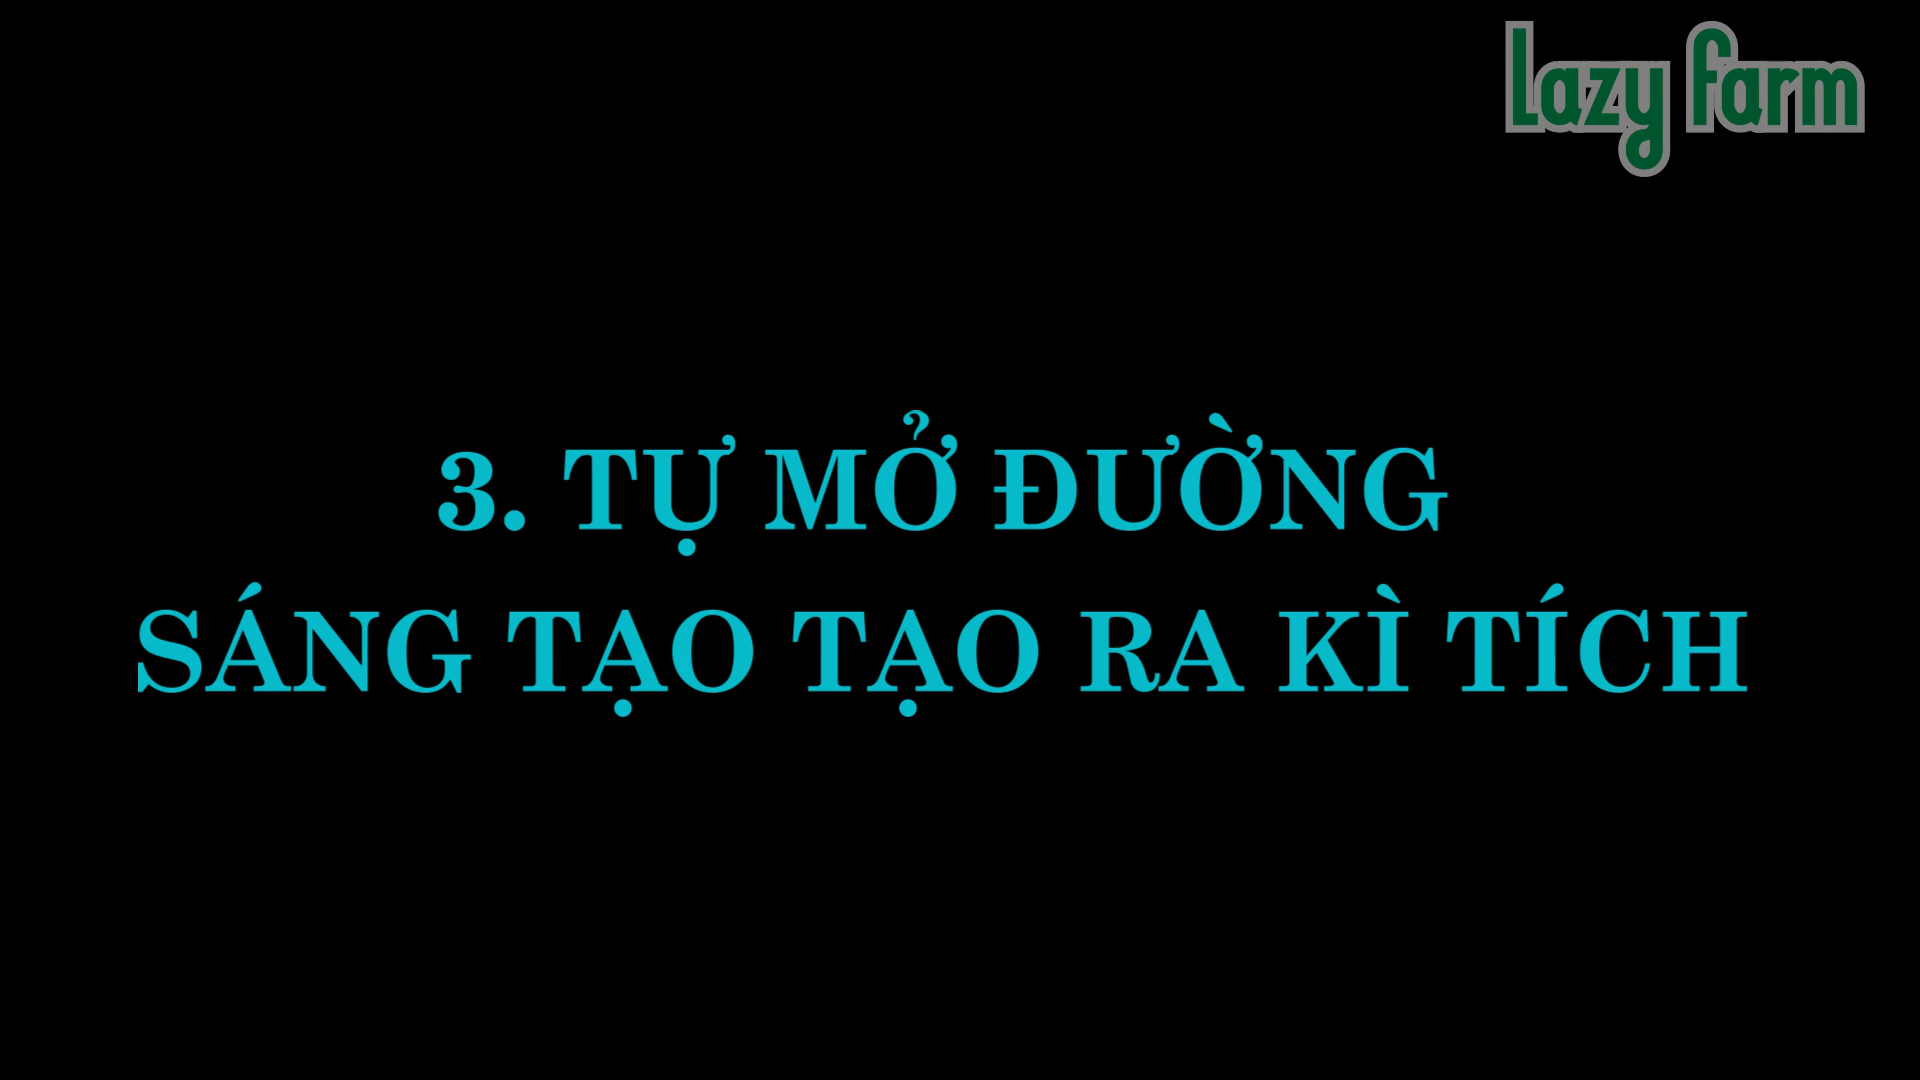 Lazy farm
3. TỰ MỞ ĐƯỜNG
SÁNG TẠO TẠO RA KÌ TÍCH